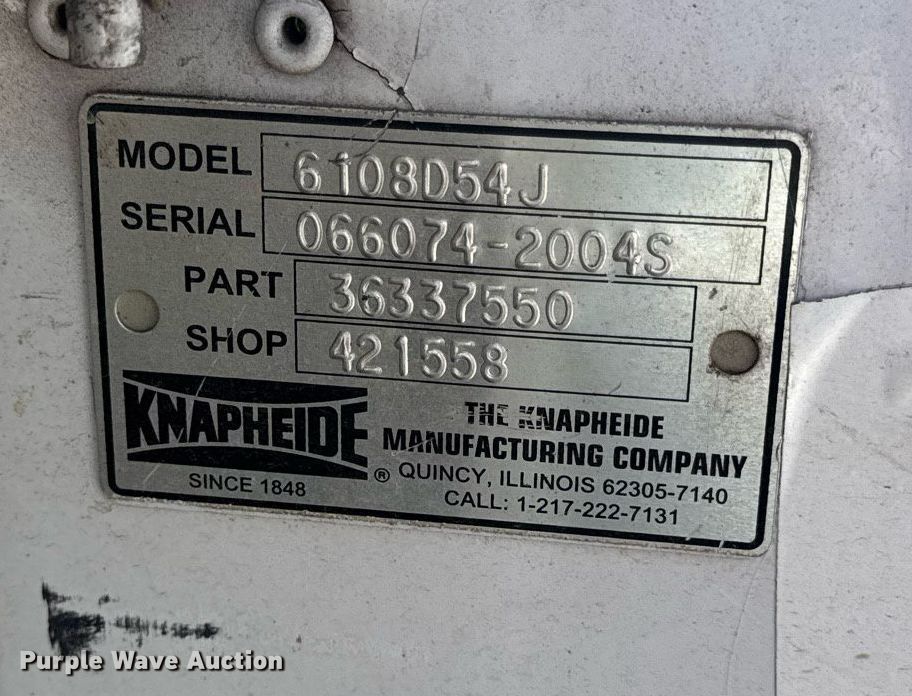 MODEL 6108D54J
SERIAL 066074-2004S
PART 36337550
SHOP 421558
KNAPHEIDE ®
SINCE 1848
THE KNAPHEIDE
MANUFACTURING COMPANY
QUINCY, ILLINOIS 62305-7140
CALL: 1-217-222-7131
Purple Wave Auction